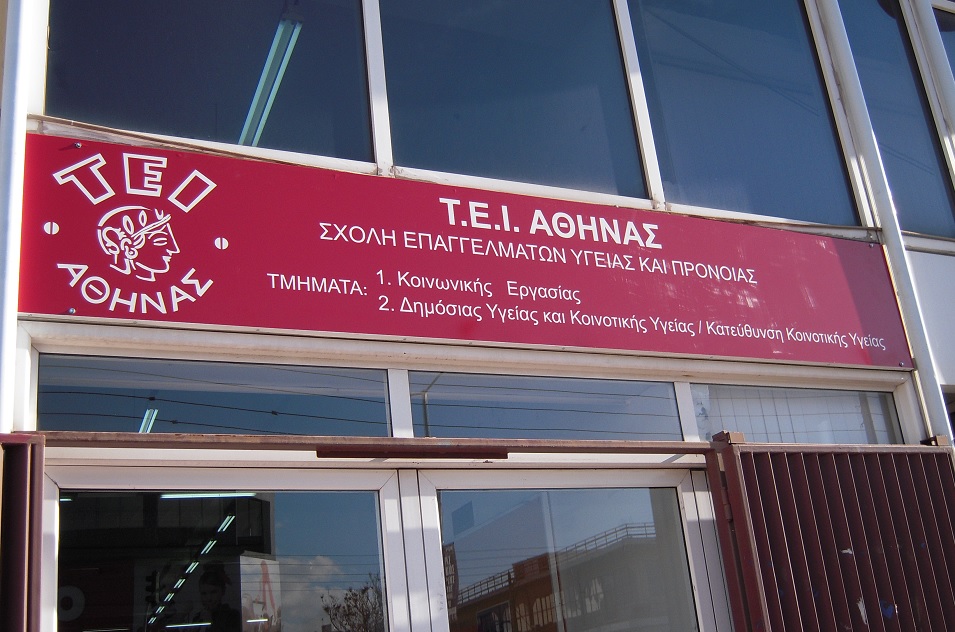 ΤΕΙ
ΑΘΗΝΑΣ
Τ.Ε.Ι. ΑΘΗΝΑΣ
ΣΧΟΛΗ ΕΠΑΓΓΕΛΜΑΤΩΝ ΥΓΕΙΑΣ ΚΑΙ ΠΡΟΝΟΙΑΣ
ΤΜΗΜΑΤΑ:
1. Κοινωνικής Εργασίας
2. Δημόσιας Υγείας και Κοινοτικής Υγείας / Κατεύθυνση Κοινοτικής Υγείας